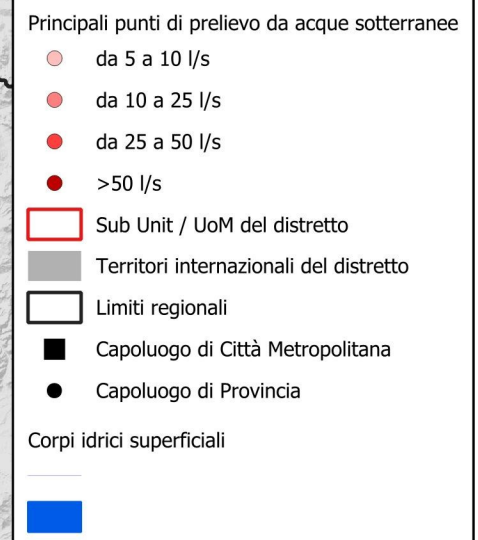 Principali punti di prelievo da acque sotterranee
da 5 a 10 l/s
da 10 a 25 l/s
da 25 a 50 l/s
>50 l/s
Sub Unit / UoM del distretto
Territori internazionali del distretto
Limiti regionali
Capoluogo di Città Metropolitana
Capoluogo di Provincia
Corpi idrici superficiali